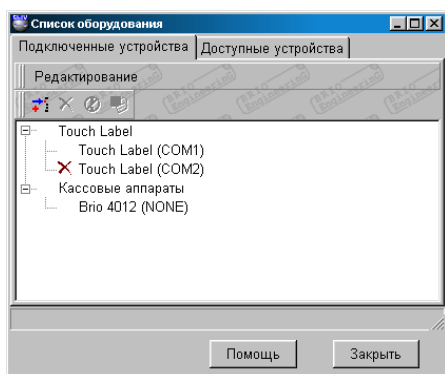 Список оборудования
Подключенные устройства Доступные устройства
Редактирование
Touch Label
Touch Label (COM1)
Touch Label (COM2)
Кассовые аппараты
Brio 4012 (NONE)
Помощь Закрыть